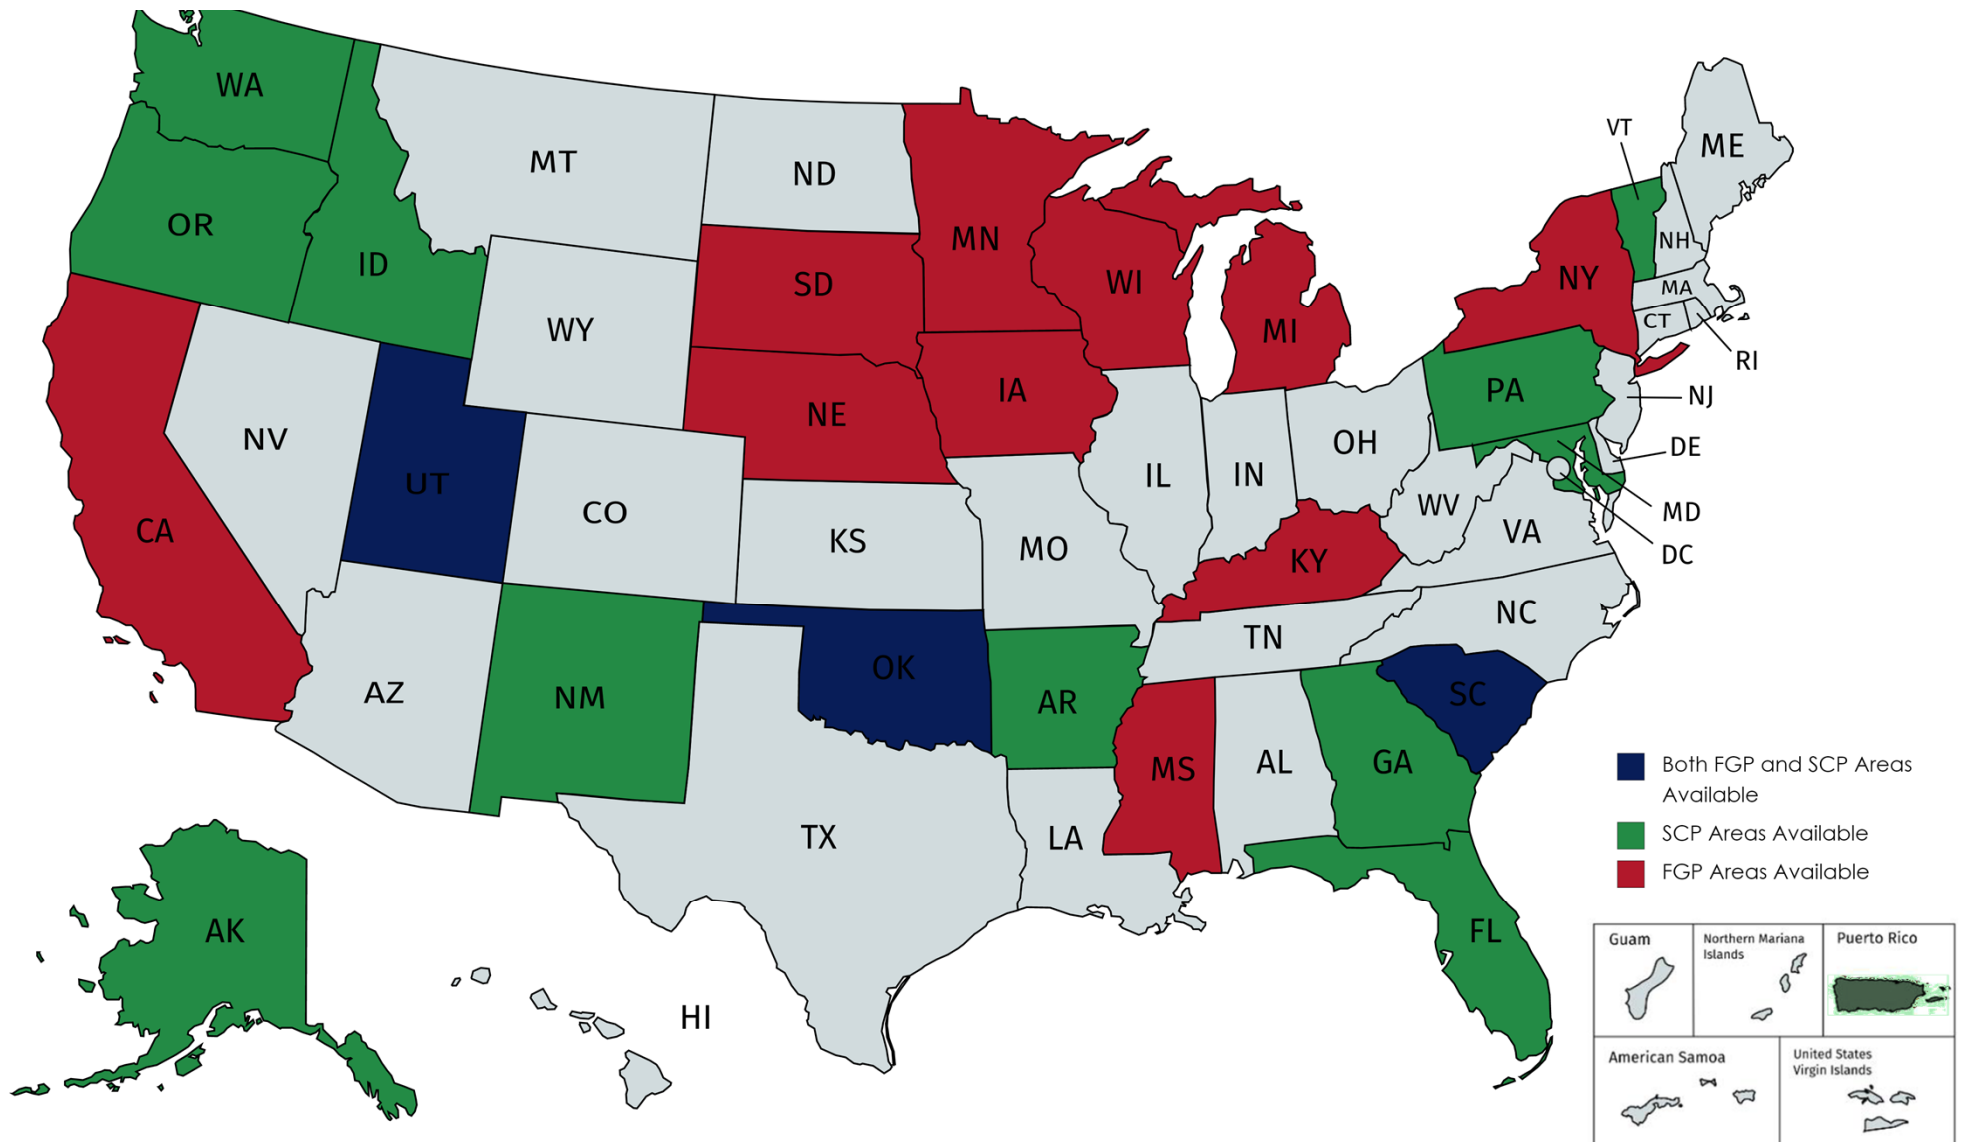 WA
MT
ND
VT
ME
OR
ID
MN
SD
WI
MI
NY
NH
MA
CT
RI
WY
NE
IA
PA
NJ
NV
UT
CO
IL
IN
OH
DE
WV
MD
DC
VA
CA
KS
MO
KY
AZ
NM
OK
AR
TN
NC
SC
MS
AL
GA
TX
LA
FL
AK
HI
Both FGP and SCP Areas
Available
SCP Areas Available
FGP Areas Available
Guam
Northern Mariana
Islands
Puerto Rico
American Samoa
United States
Virgin Islands